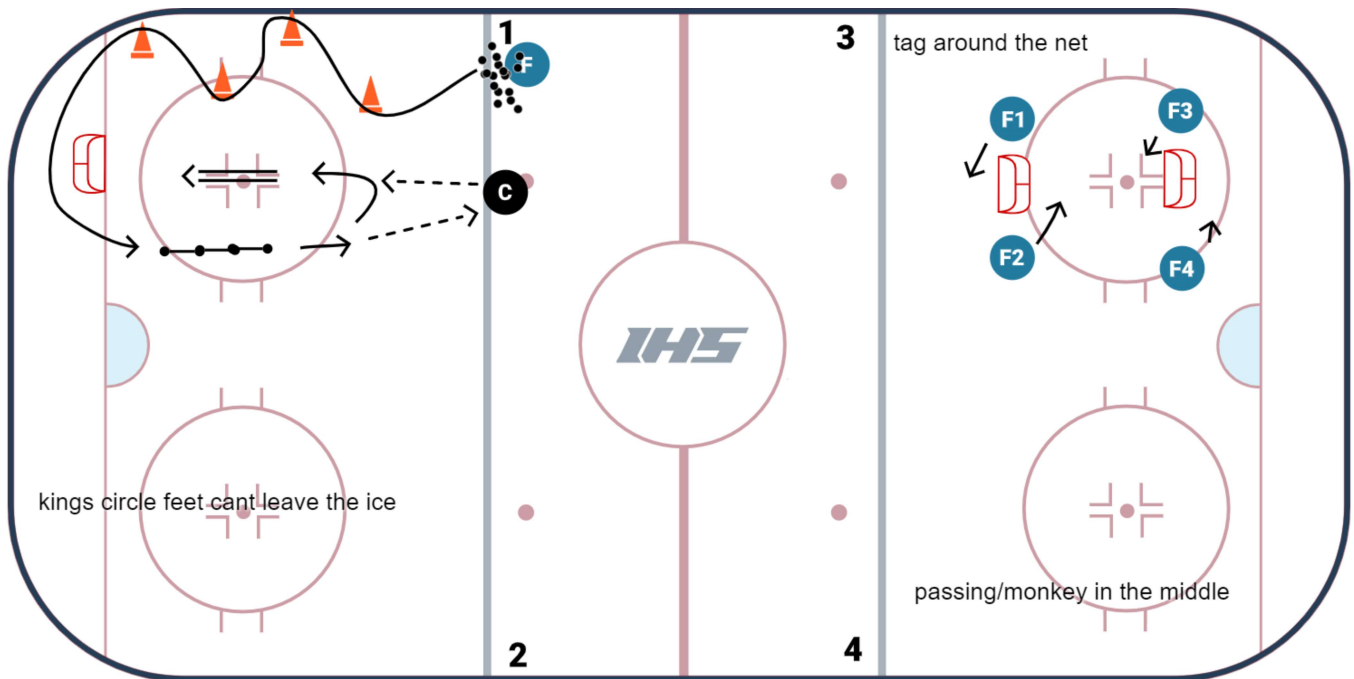 1
3
tag around the net
F
F1
F3
C
F2
F4
IHS
kings circle feet cant leave the ice
passing/monkey in the middle
2
4